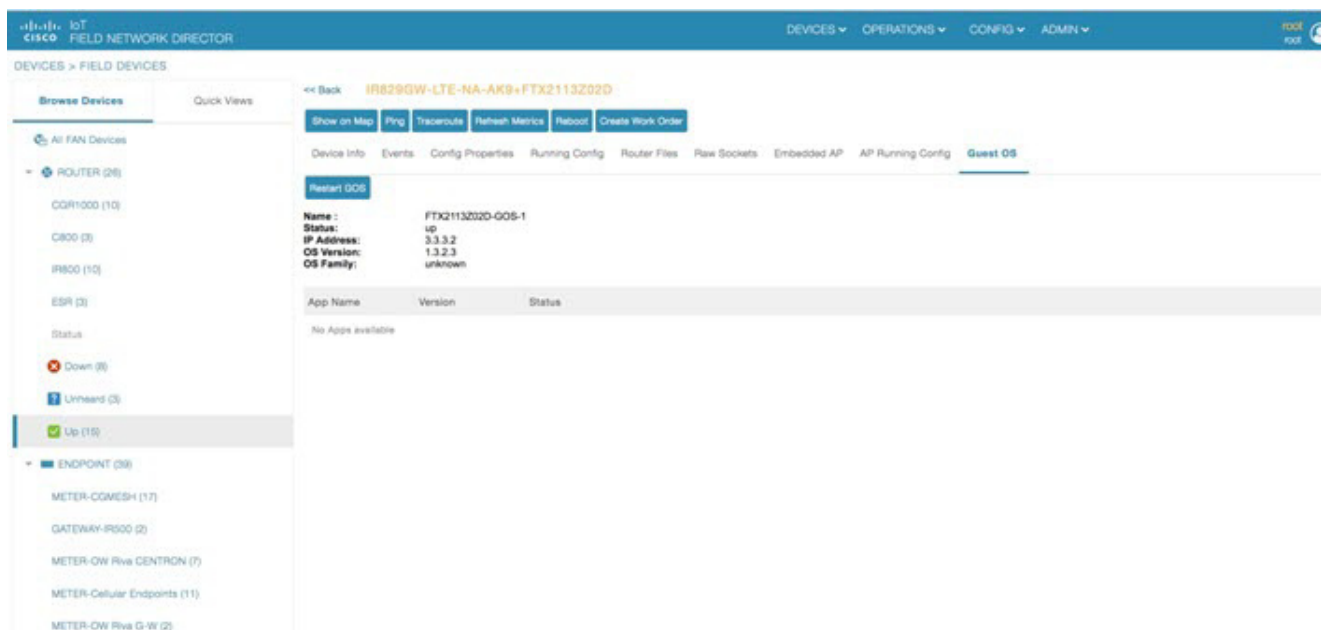 IoT
CISCO FIELD NETWORK DIRECTOR
DEVICES OPERATIONS CONFIG ADMIN
root
root
DEVICES > FIELD DEVICES
Browse Devices Quick Views
All FAN Devices
ROUTER (26)
CGR1000 (10)
C800 (3)
IR800 (10)
ESR (3)
Status
Down (8)
Unheard (3)
Up (15)
ENDPOINT (39)
METER-CGMESH (17)
GATEWAY-IR500 (2)
METER-OW Riva CENTRON (7)
METER-Cellular Endpoints (11)
METER-OW Riva G-W (2)
<< Back IR829GW-LTE-NA-AK9+FTX2113Z02D
Show on Map Ping Traceroute Refresh Metrics Reboot Create Work Order
Device Info Events Config Properties Running Config Router Files Raw Sockets Embedded AP AP Running Config Guest OS
Restart GOS
Name : FTX2113Z02D-GOS-1
Status: up
IP Address: 3.3.3.2
OS Version: 1.3.2.3
OS Family: unknown
App Name Version Status
No Apps available